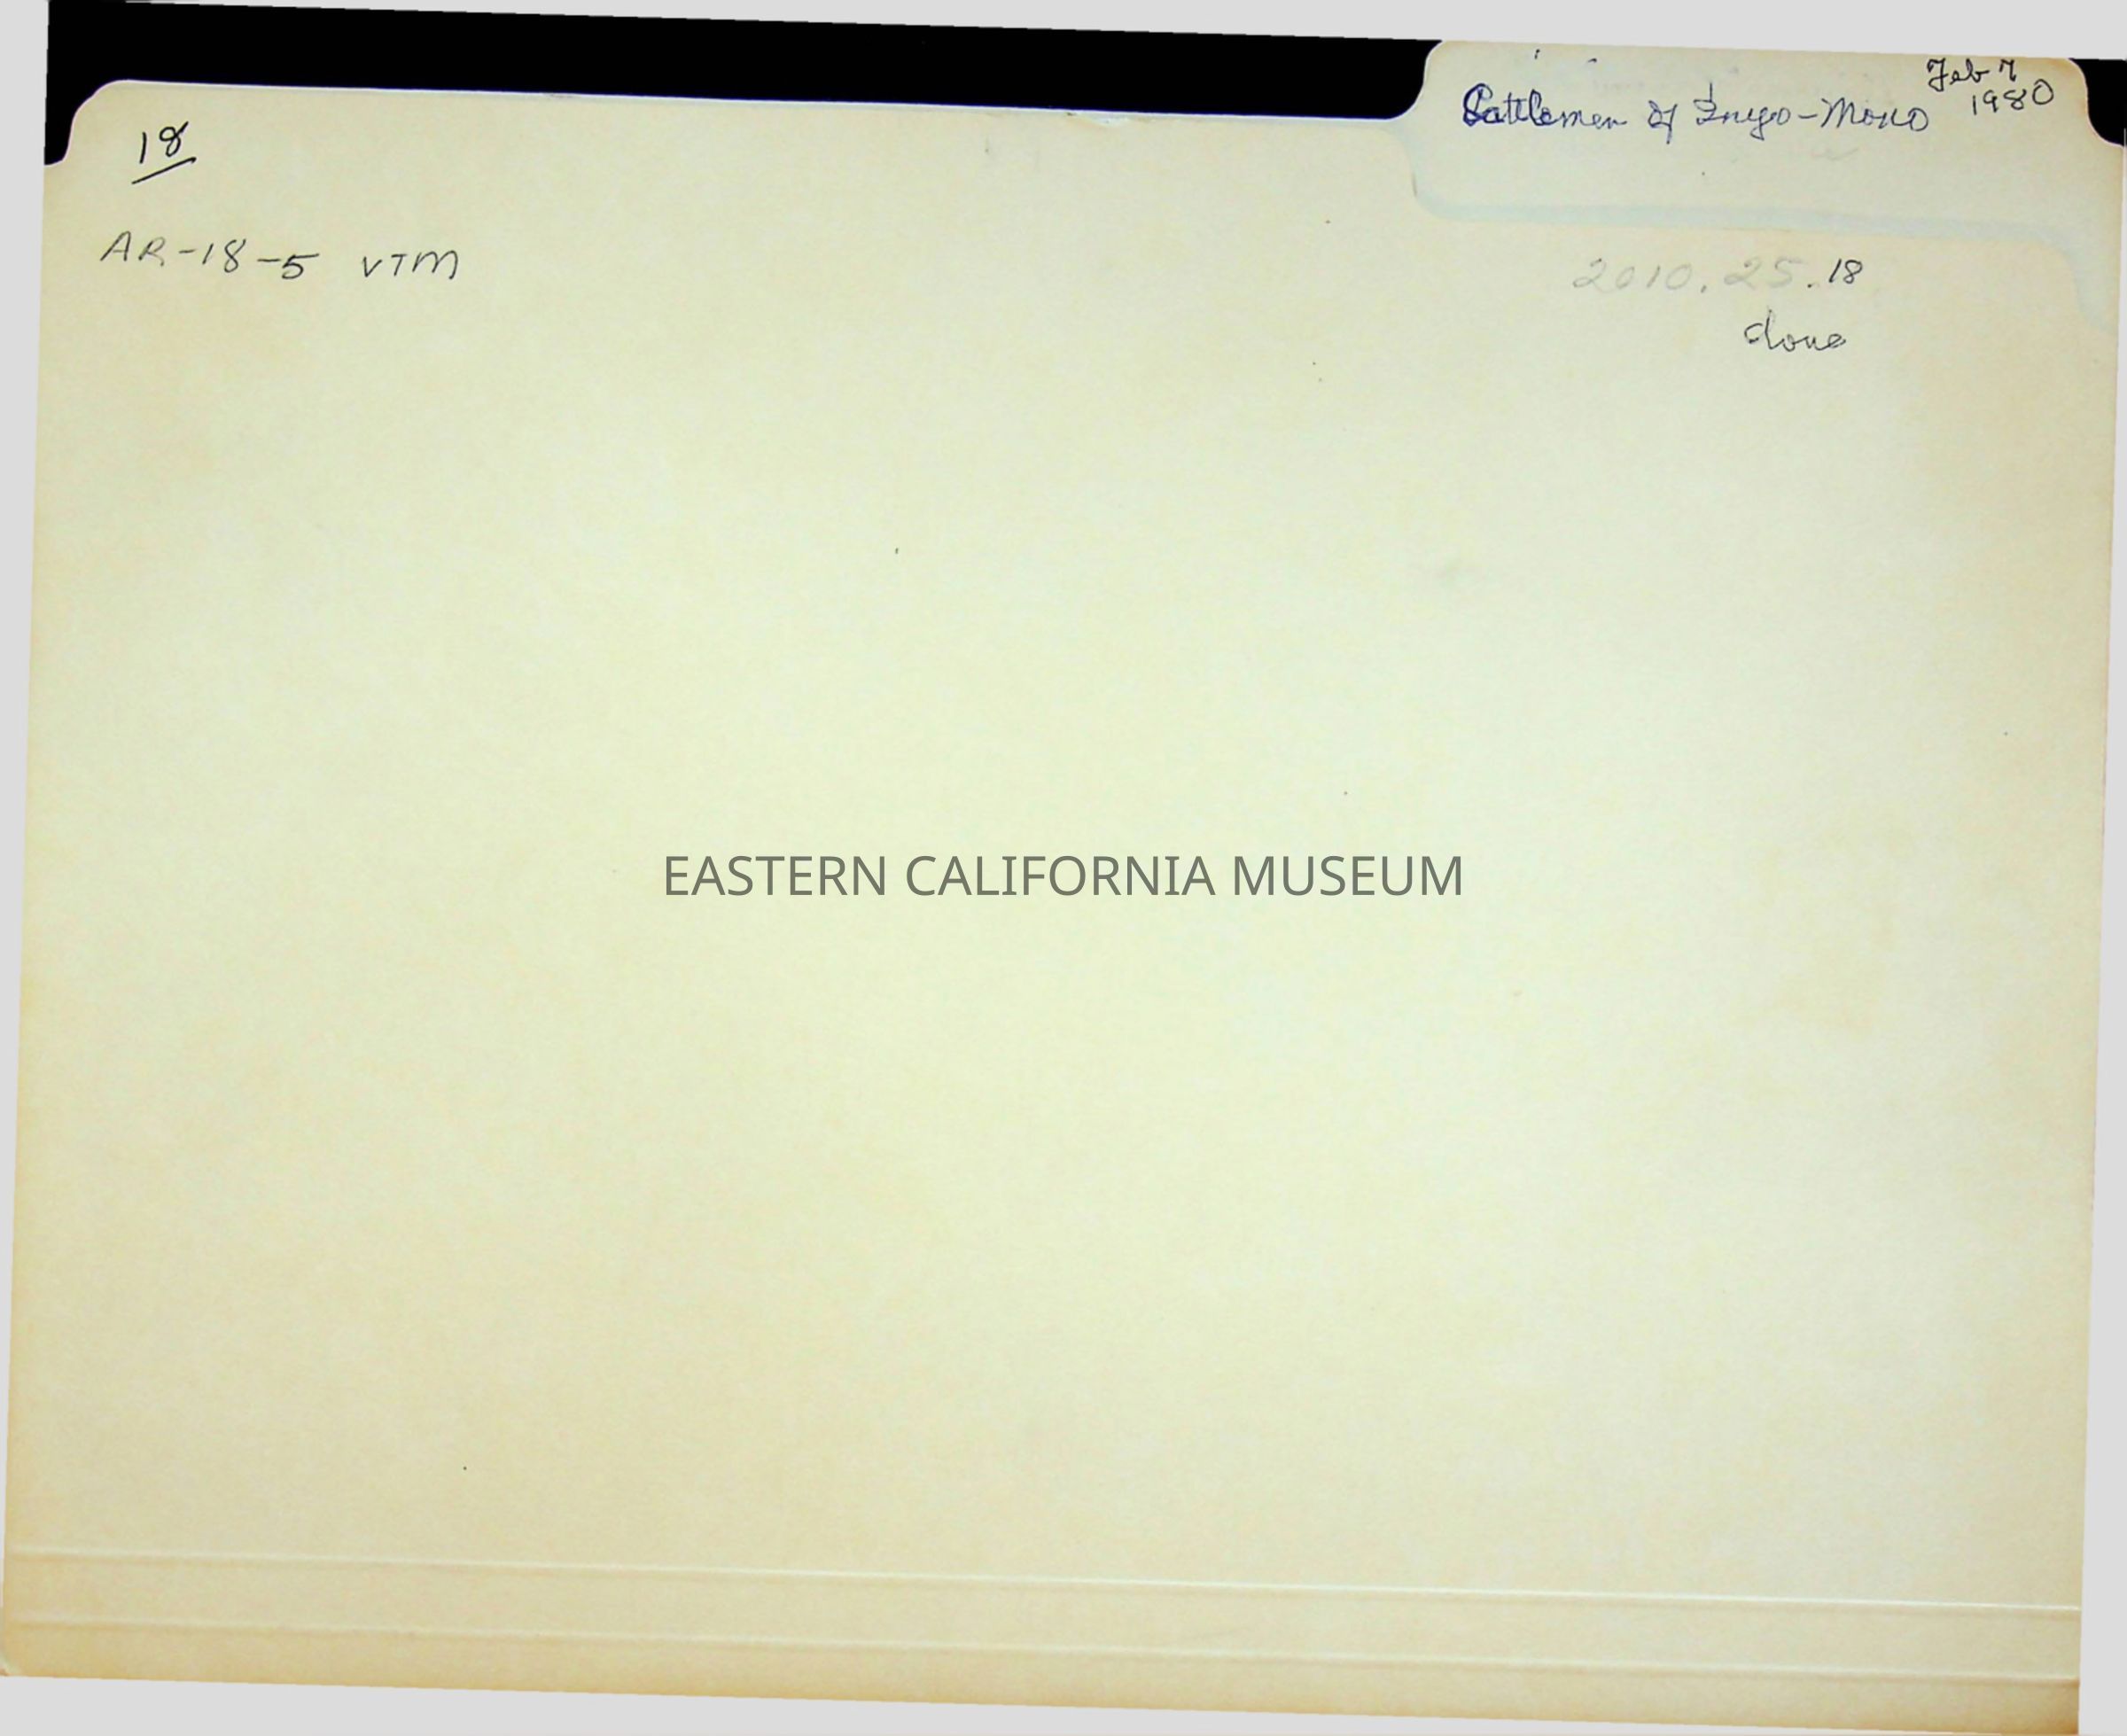 Feb 7
1980
Cattlemen of Inyo-Mono
18
AR-18-5 VTM
2010.25.18
done
EASTERN CALIFORNIA MUSEUM